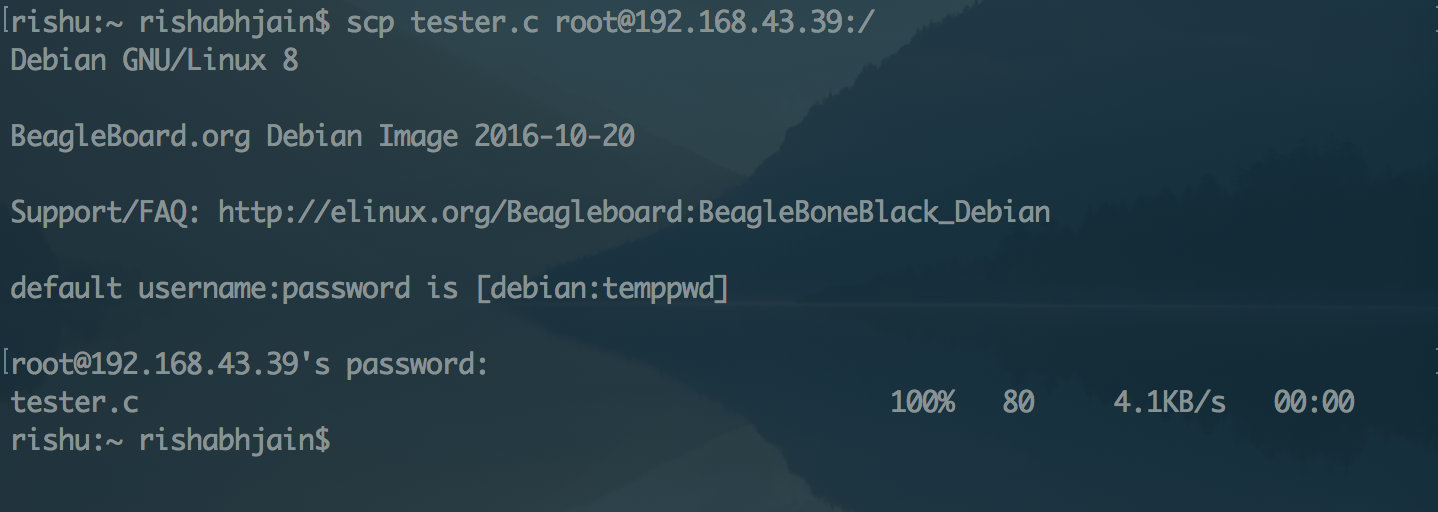 [rishu:~ rishabhjain$ scp tester.c root@192.168.43.39:/
Debian GNU/Linux 8
BeagleBoard.org Debian Image 2016-10-20
Support/FAQ: http://elinux.org/Beagleboard:BeagleBoneBlack_Debian
default username:password is [debian:temppwd]
[root@192.168.43.39's password:
tester.c 100% 80 4.1KB/s 00:00
rishu:~ rishabhjain$